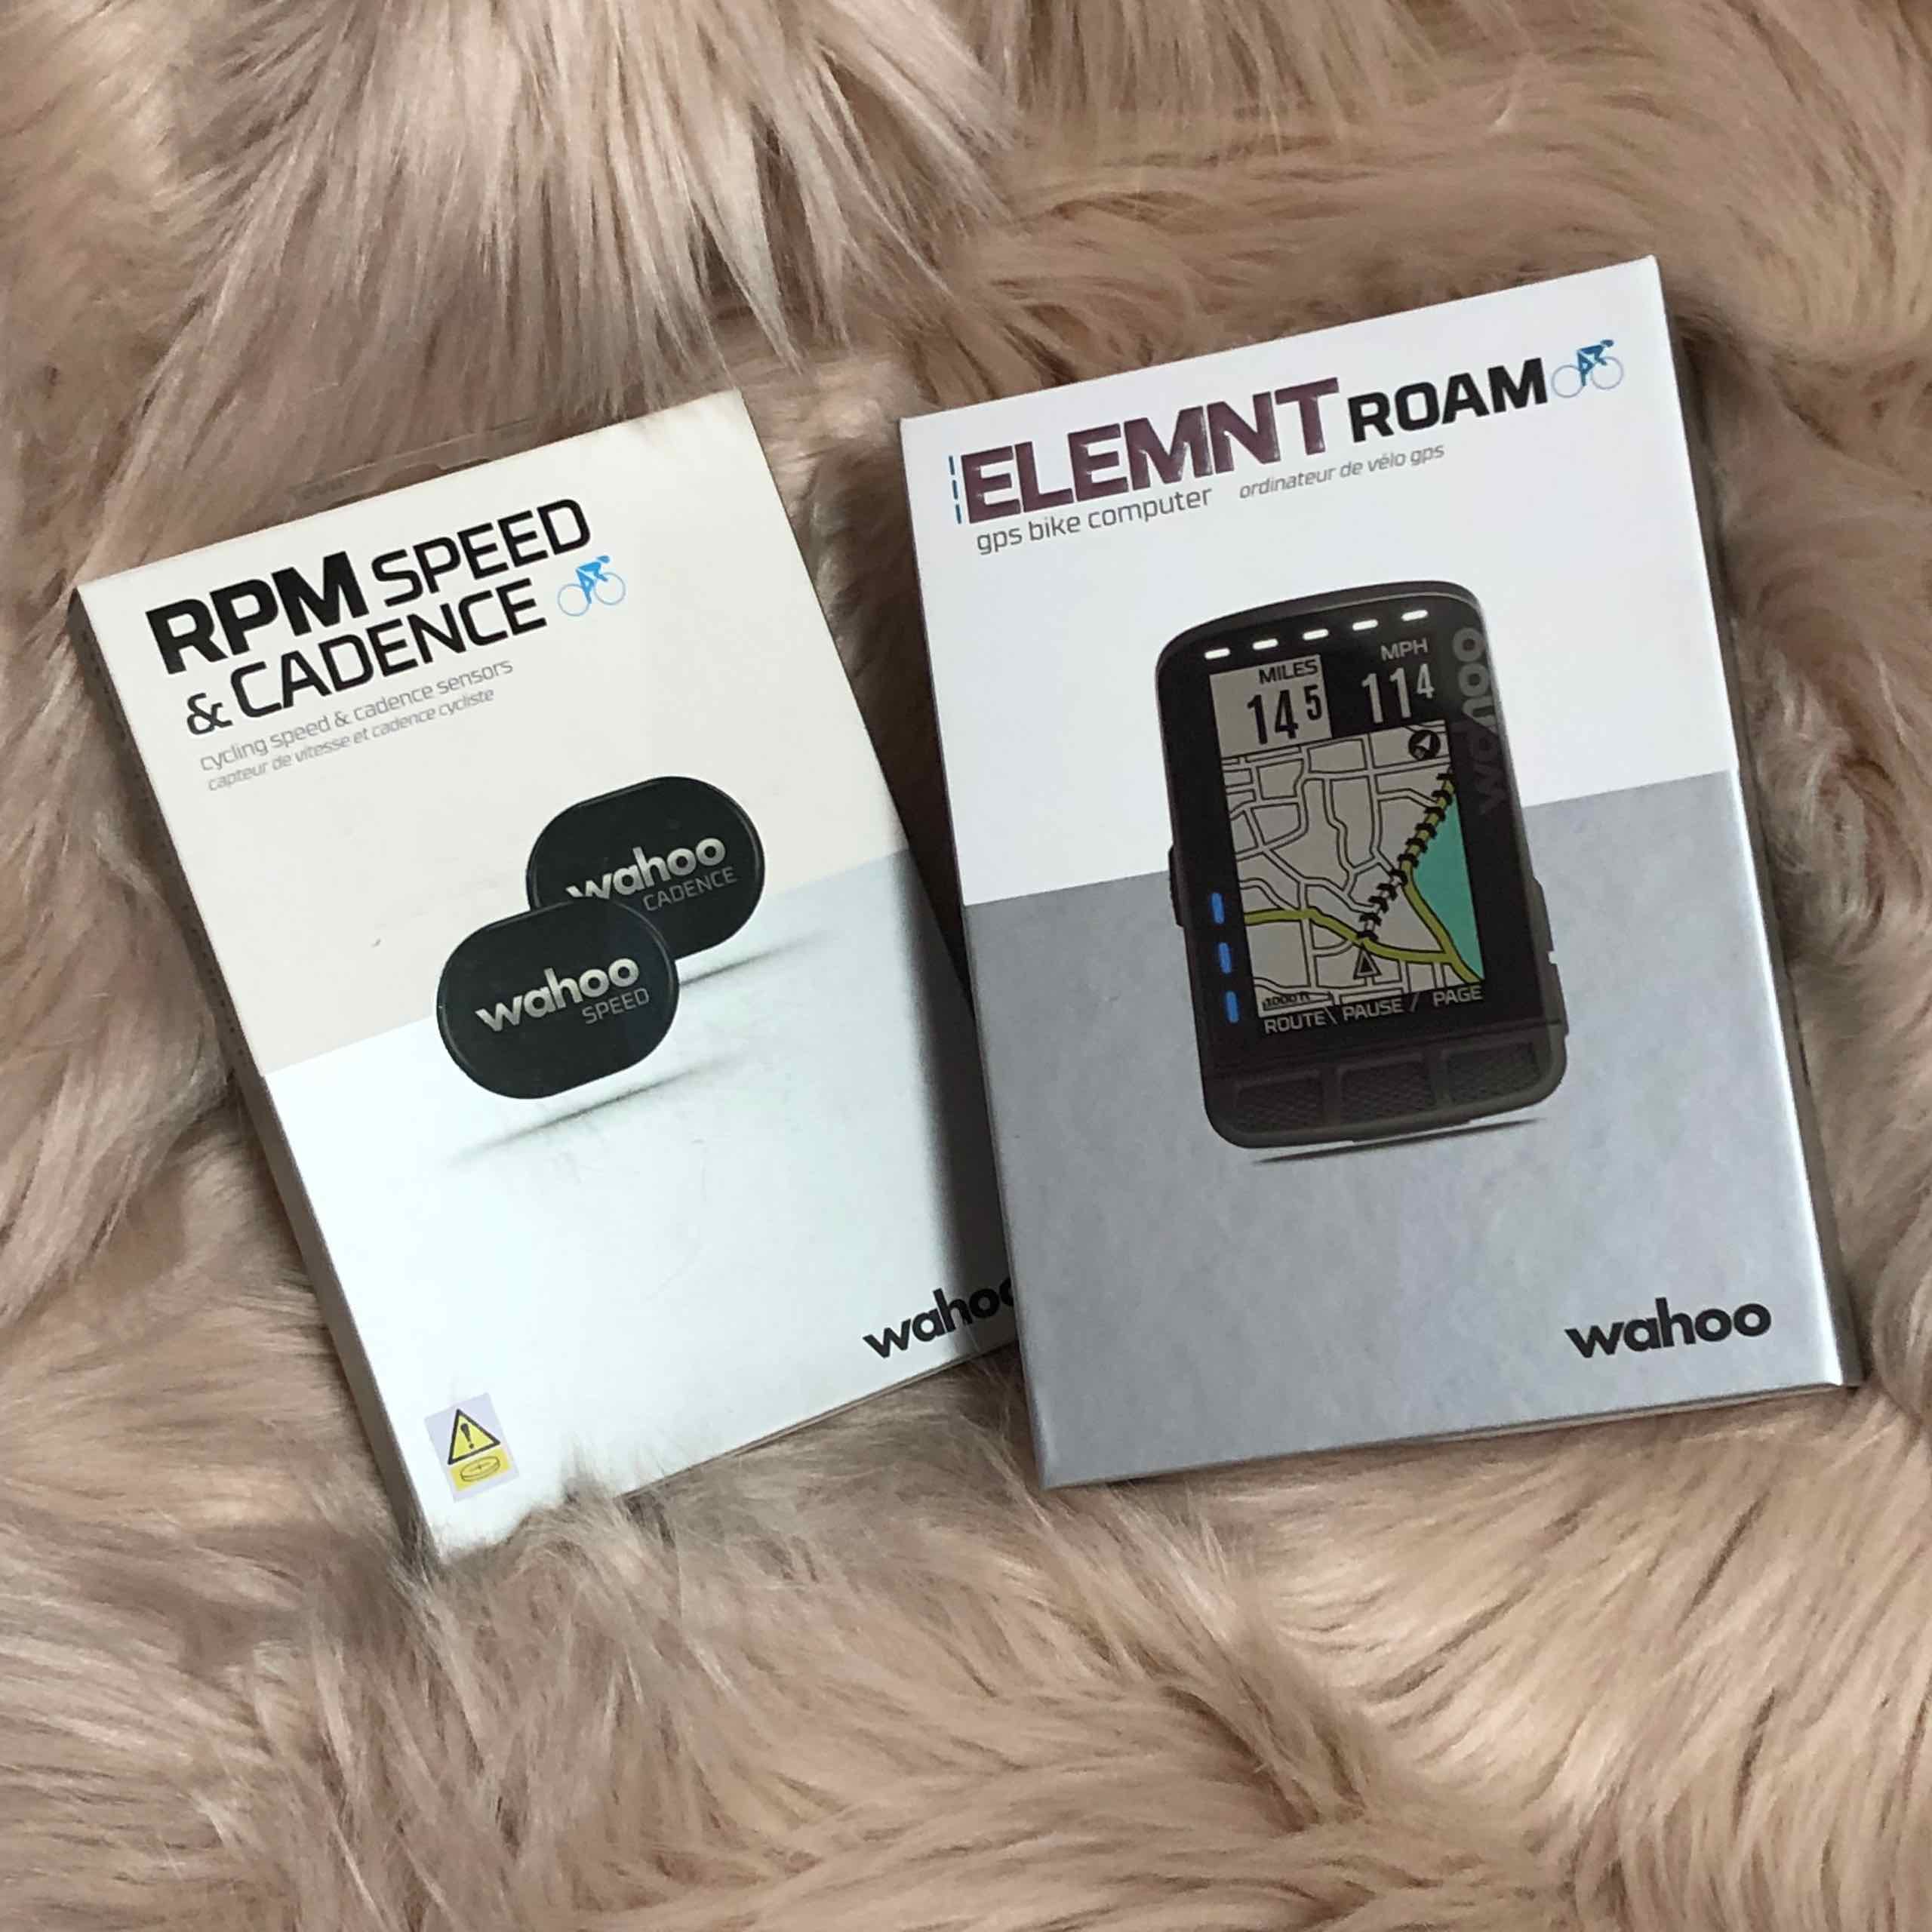 RPM SPEED
& CADENCE
cycling speed & cadence sensors
capteur de vitesse et cadence cycliste
wahoo
CADENCE
wahoo
SPEED
wahoo
ELEMNT ROAM
gps bike computer ordinateur de vélo gps
MILES MPH
14 5 11 4
wahoo
ROUTE \ PAUSE / PAGE
wahoo